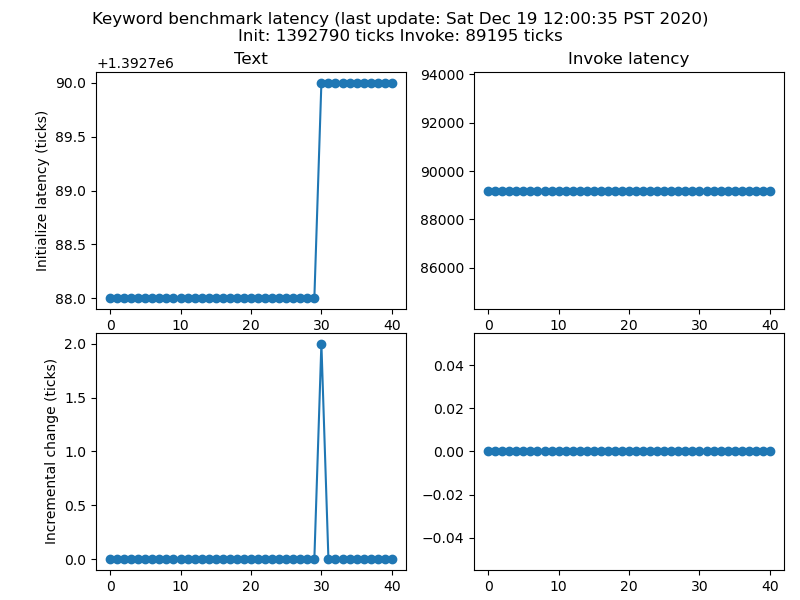 Keyword benchmark latency (last update: Sat Dec 19 12:00:35 PST 2020)
Init: 1392790 ticks Invoke: 89195 ticks
Text
+1.3927e6
Initialize latency (ticks)
90.0
89.5
89.0
88.5
88.0
0 10 20 30 40
Invoke latency
94000
92000
90000
88000
86000
0 10 20 30 40
Incremental change (ticks)
2.0
1.5
1.0
0.5
0.0
0 10 20 30 40
0.04
0.02
0.00
−0.02
−0.04
0 10 20 30 40